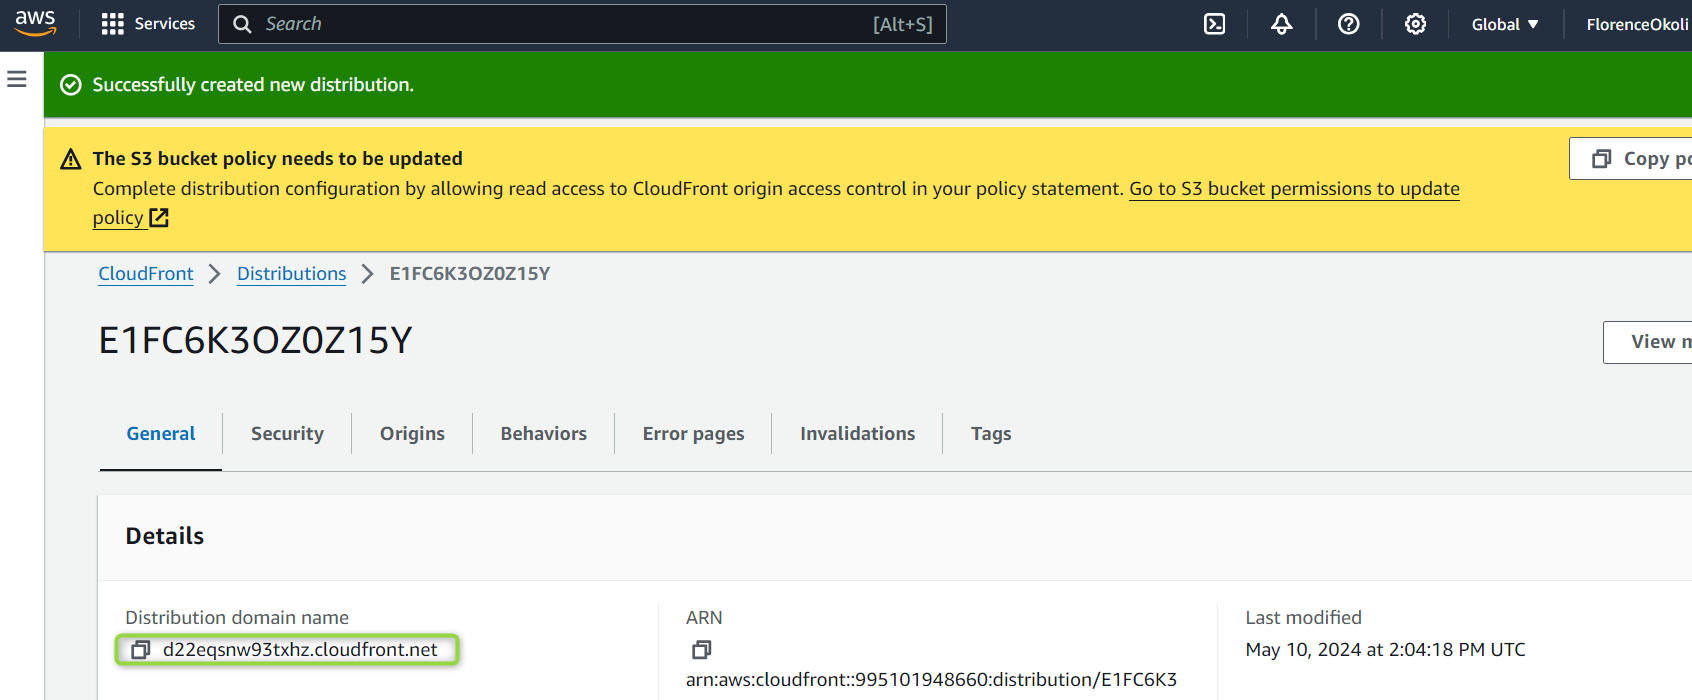 aws
Services
Search
[Alt+S]
Global
FlorenceOkoli
Successfully created new distribution.
The S3 bucket policy needs to be updated
Complete distribution configuration by allowing read access to CloudFront origin access control in your policy statement. Go to S3 bucket permissions to update
policy
Copy po
CloudFront
Distributions
E1FC6K3OZ0Z15Y
E1FC6K3OZ0Z15Y
View m
General
Security
Origins
Behaviors
Error pages
Invalidations
Tags
Details
Distribution domain name
d22eqsnw93txhz.cloudfront.net
ARN
arn:aws:cloudfront::995101948660:distribution/E1FC6K3
Last modified
May 10, 2024 at 2:04:18 PM UTC